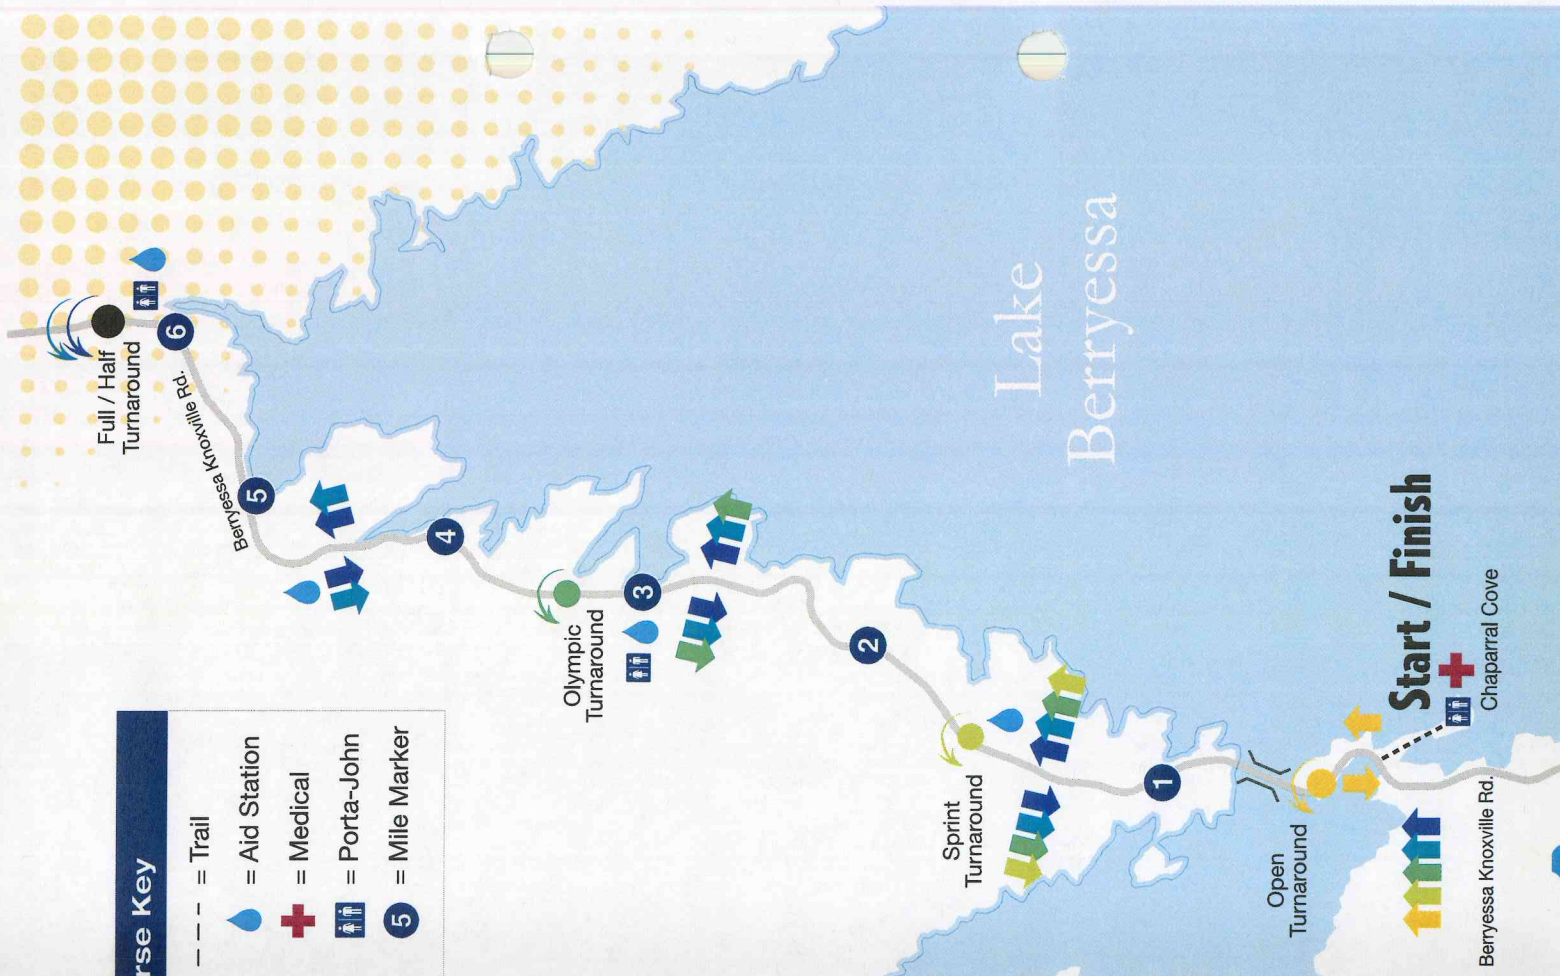 rse Key
= Trail
= Aid Station
= Medical
= Porta-John
5 = Mile Marker
Full / Half
Turnaround
6
Berryessa Knoxville Rd.
5
4
Olympic
Turnaround
3
2
Sprint
Turnaround
1
Open
Turnaround
Start / Finish
Chaparral Cove
Berryessa Knoxville Rd.
Lake
Berryessa